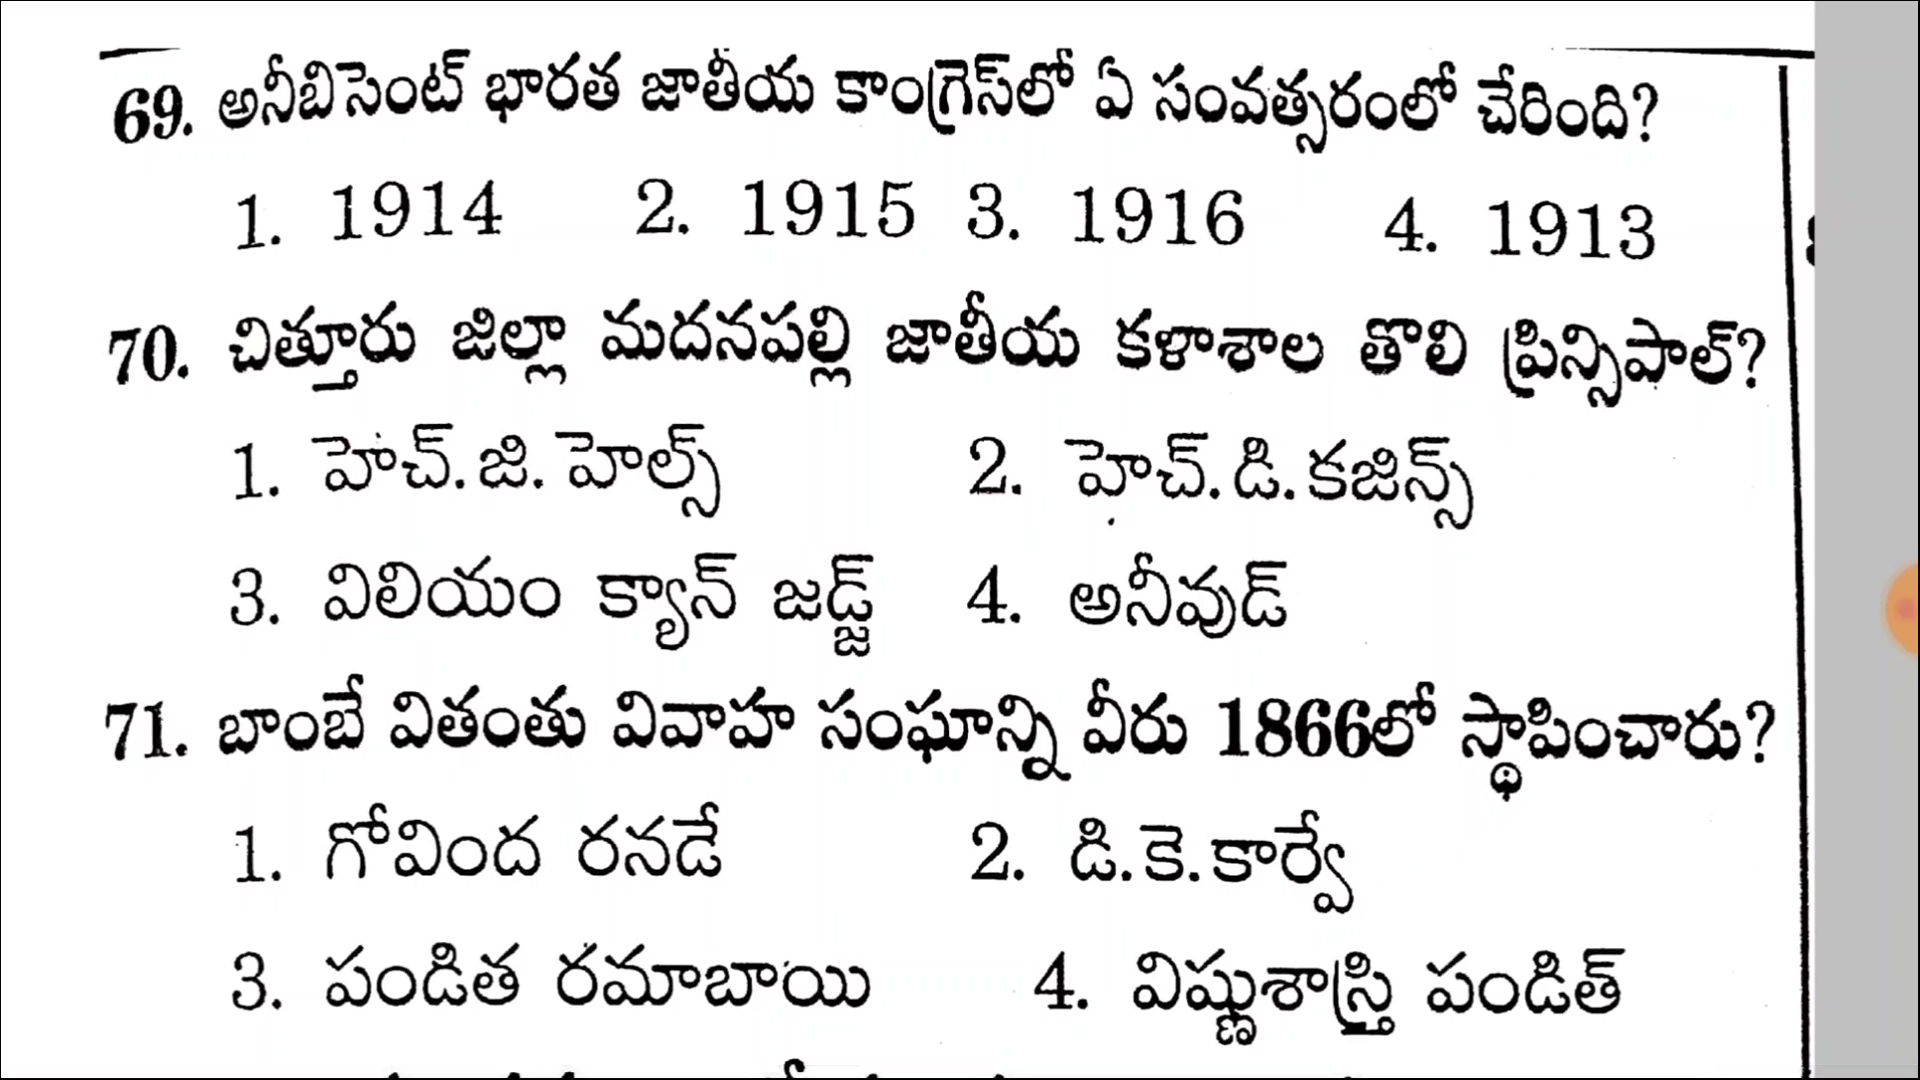 69. అనీబిసెంట్ భారత జాతీయ కాంగ్రెస్‌లో ఏ సంవత్సరంలో చేరింది?
1. 1914 2. 1915 3. 1916 4. 1913
70. చిత్తూరు జిల్లా మదనపల్లి జాతీయ కళాశాల తొలి ప్రిన్సిపాల్?
1. హెచ్.జి.హెల్స్ 2. హెచ్.డి.కజిన్స్
3. విలియం క్యాన్ జడ్జ్ 4. అనీవుడ్
71. బాంబే వితంతు వివాహ సంఘాన్ని వీరు 1866లో స్థాపించారు?
1. గోవింద రనడే 2. డి.కె.కార్వే
3. పండిత రమాబాయి 4. విష్ణుశాస్త్రి పండిత్